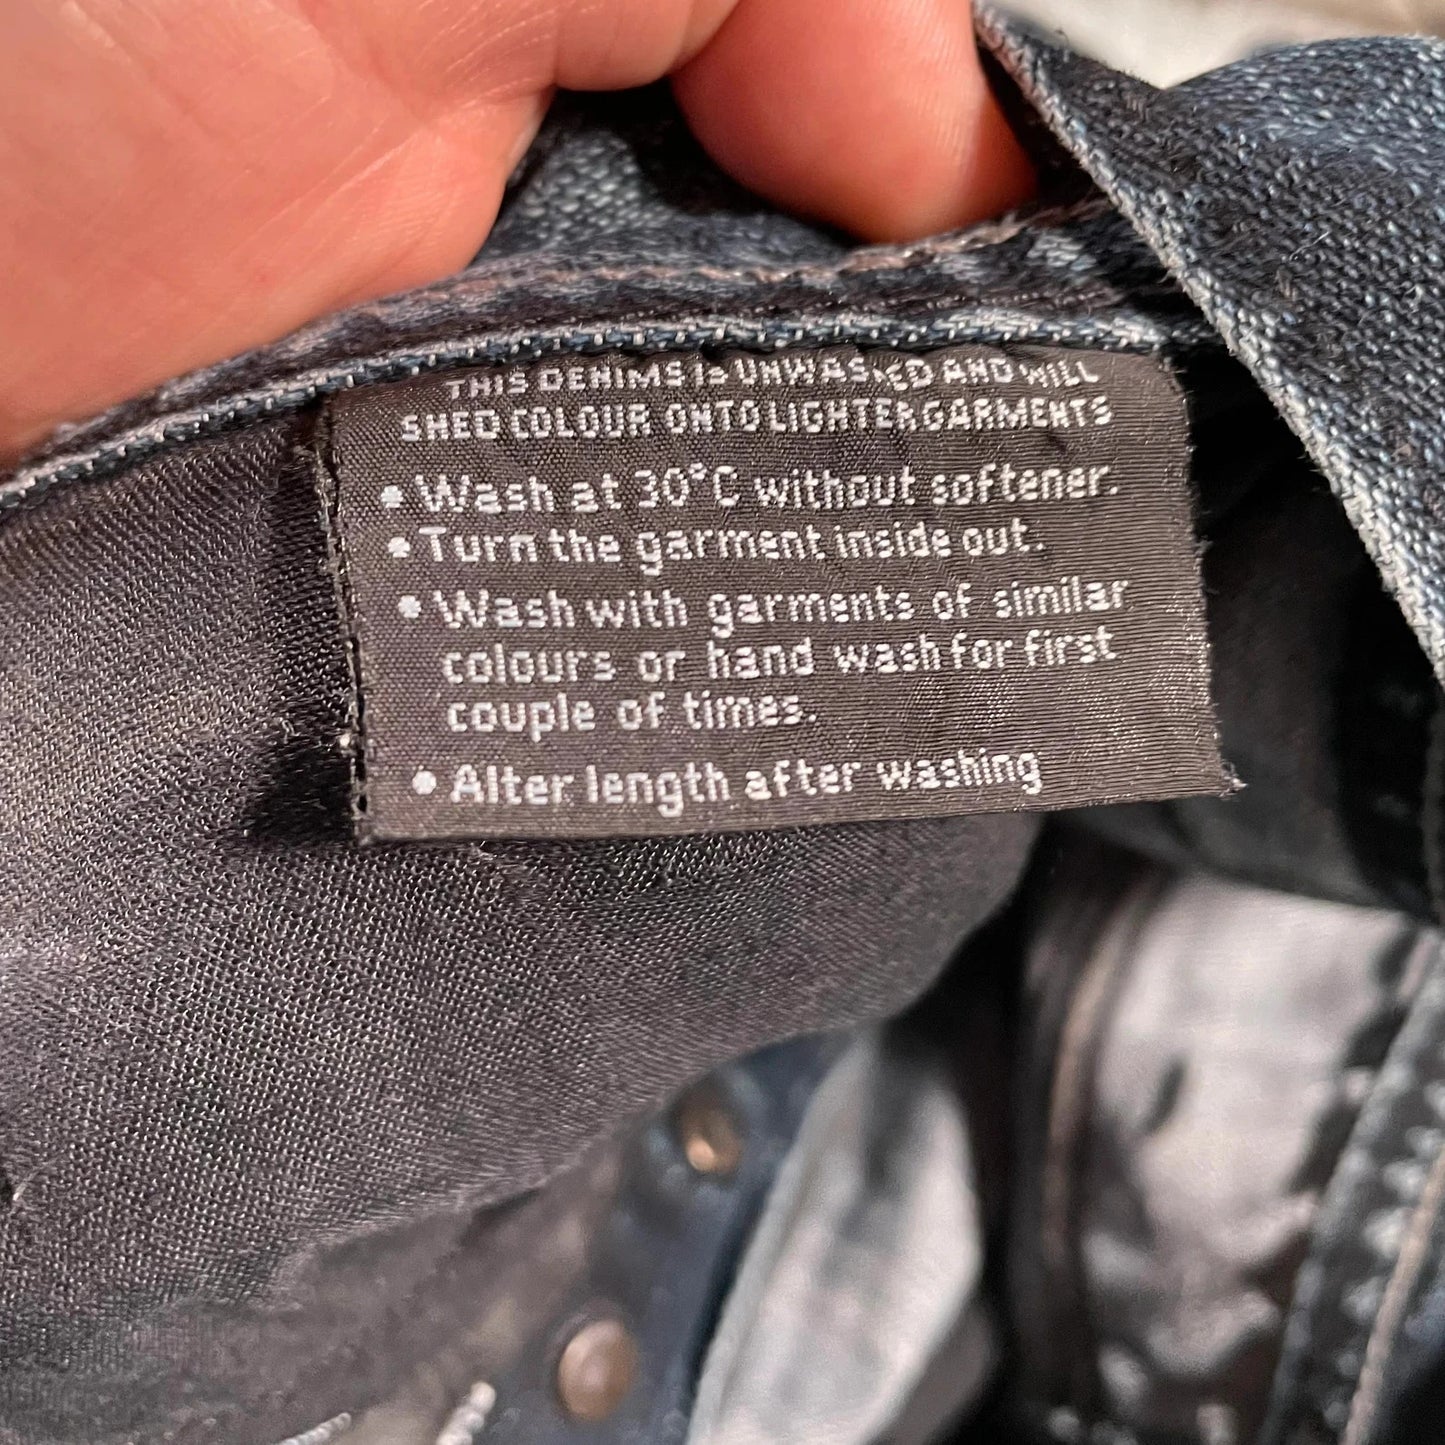 THIS DENIMS IS UNWASHED AND WILL
SHED COLOUR ONTO LIGHTER GARMENTS
• Wash at 30°C without softener.
• Turn the garment inside out.
• Wash with garments of similar
colours or hand wash for first
couple of times.
• Alter length after washing